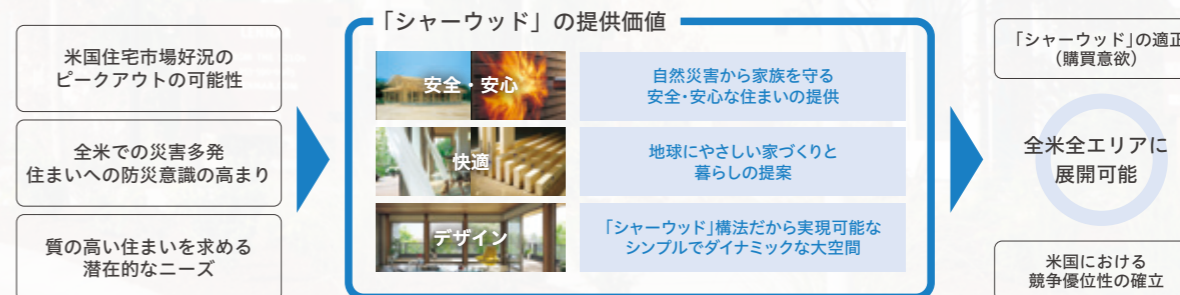 米国住宅市場好況の
ピークアウトの可能性
全米での災害多発
住まいへの防災意識の高まり
質の高い住まいを求める
潜在的なニーズ
「シャーウッド」の提供価値
安全・安心
自然災害から家族を守る
安全・安心な住まいの提供
快適
地球にやさしい家づくりと
暮らしの提案
デザイン
「シャーウッド」構法だから実現可能な
シンプルでダイナミックな大空間
「シャーウッド」の適正
（購買意欲）
全米全エリアに
展開可能
米国における
競争優位性の確立